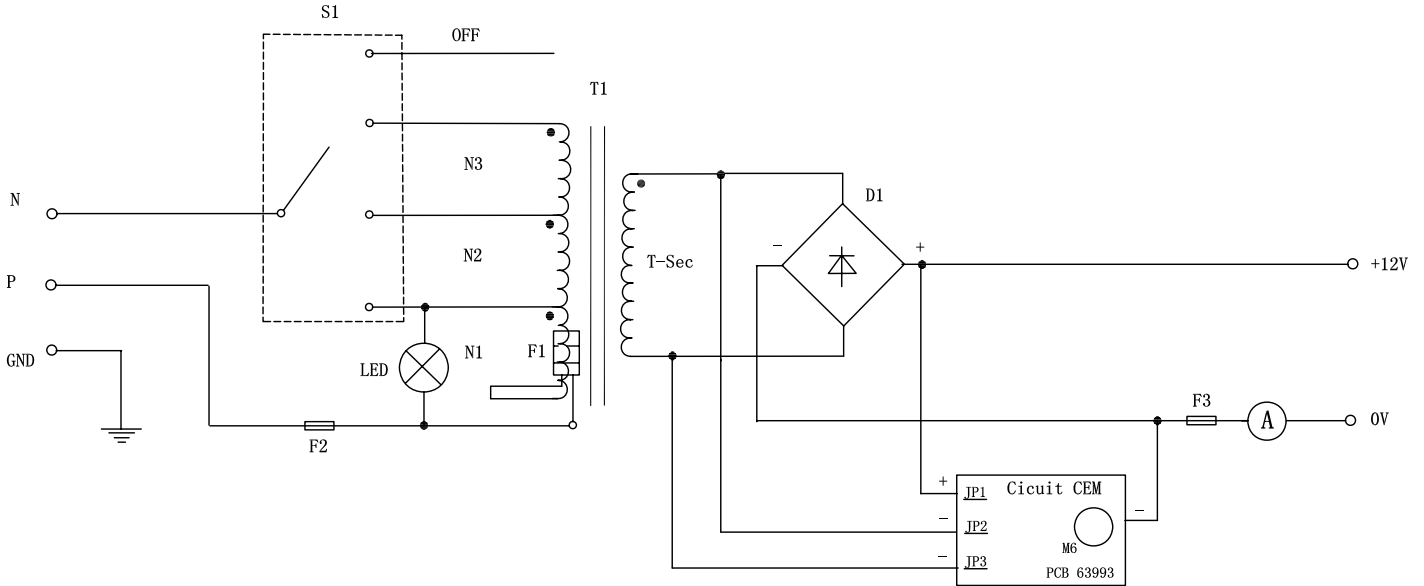 S1
OFF
T1
N3
N
D1
−
+
N2
T-Sec
+12V
P
GND
LED
N1
F1
F2
F3
A
0V
+
JP1
Cicuit CEM
−
JP2
−
M6
−
JP3
PCB 63993